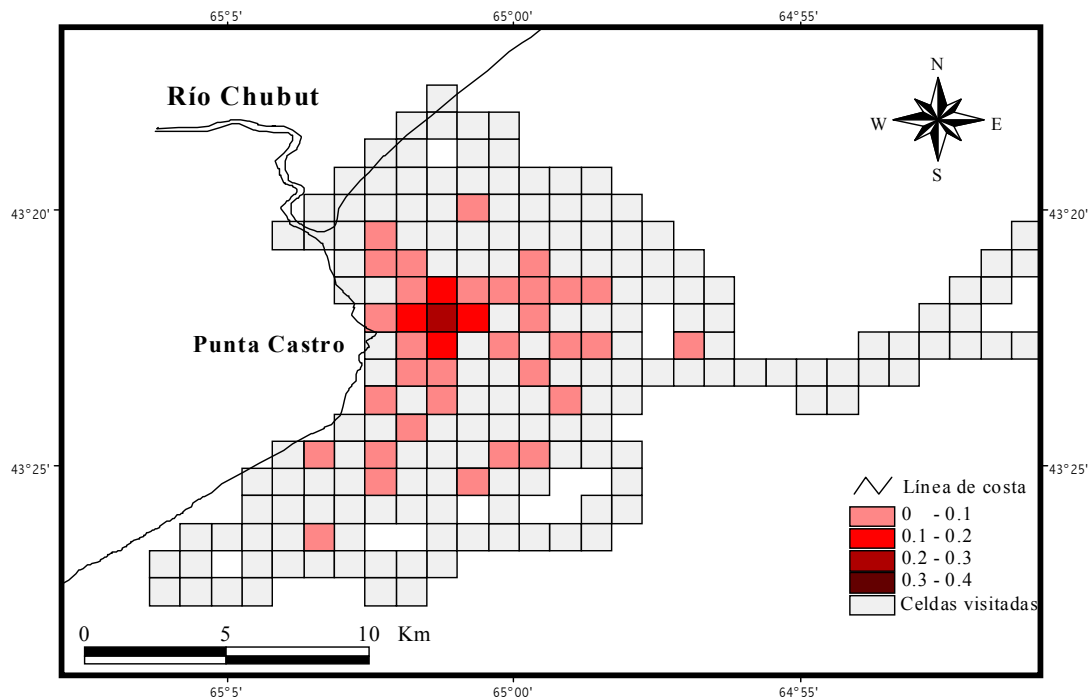 65°5' 65°00' 64°55'
N
W E
S
Río Chubut
43°20' 43°20'
Punta Castro
43°25' 43°25'
Línea de costa
0 - 0.1
0.1 - 0.2
0.2 - 0.3
0.3 - 0.4
Celdas visitadas
0 5 10 Km
65°5' 65°00' 64°55'